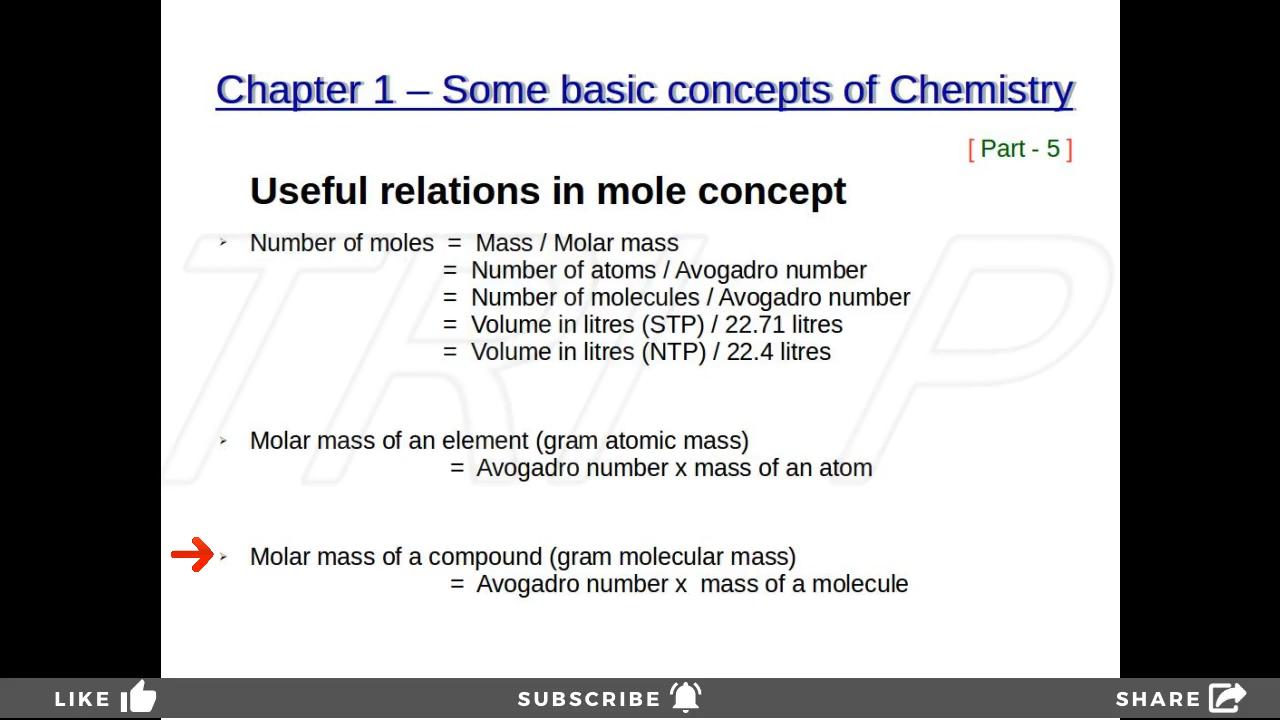 Chapter 1 – Some basic concepts of Chemistry
[ Part - 5 ]
Useful relations in mole concept
Number of moles = Mass / Molar mass
= Number of atoms / Avogadro number
= Number of molecules / Avogadro number
= Volume in litres (STP) / 22.71 litres
= Volume in litres (NTP) / 22.4 litres
Molar mass of an element (gram atomic mass)
= Avogadro number x mass of an atom
Molar mass of a compound (gram molecular mass)
= Avogadro number x mass of a molecule
LIKE SUBSCRIBE SHARE